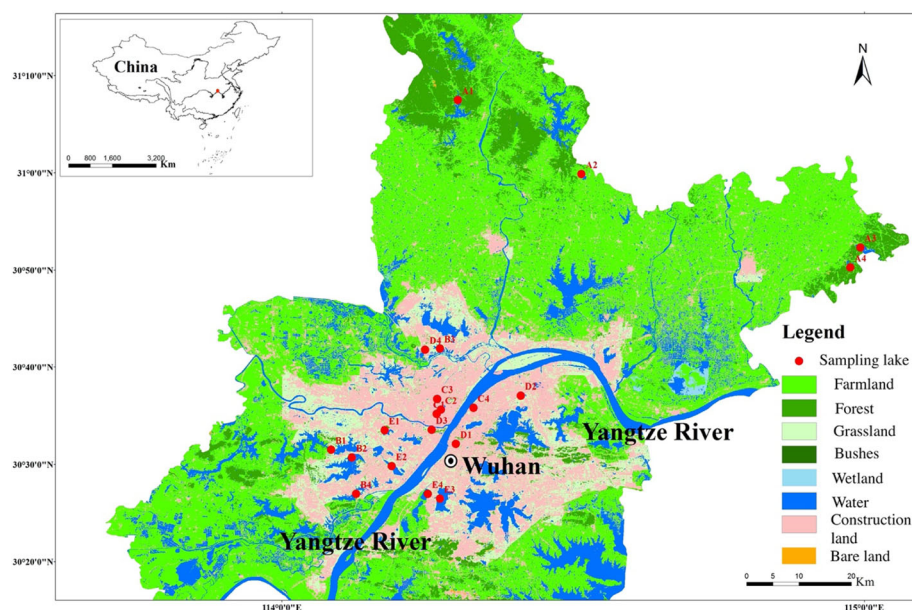 China
0 800 1,600 3,200 Km
N
31°10'0"N
31°0'0"N
30°50'0"N
30°40'0"N
30°30'0"N
30°20'0"N
A1
A2
A3
A4
D4 B3
C3
C2
C4
D2
D3
D1
E1
B1
B2
E2
B4
E4 E3
Yangtze River
Wuhan
Yangtze River
Legend
Sampling lake
Farmland
Forest
Grassland
Bushes
Wetland
Water
Construction
land
Bare land
0 5 10 20
Km
114°0'0"E
115°0'0"E